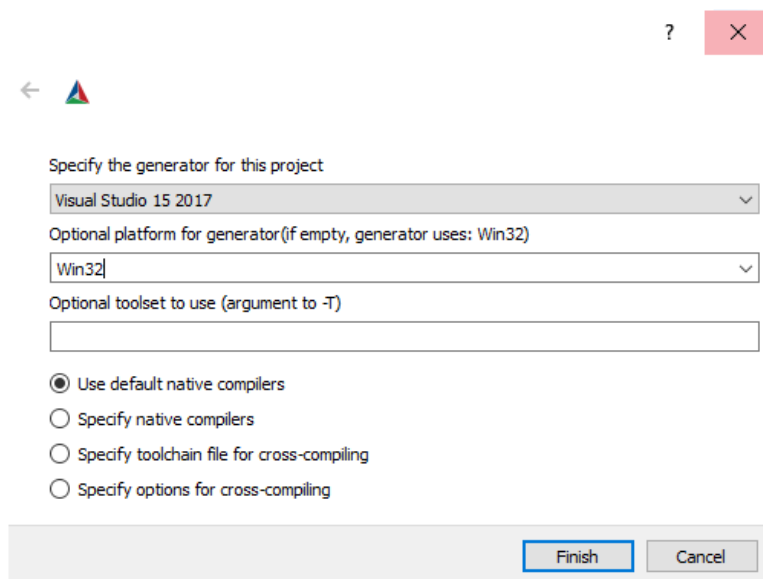 ?
Specify the generator for this project
Visual Studio 15 2017
Optional platform for generator(if empty, generator uses: Win32)
Win32
Optional toolset to use (argument to -T)
Use default native compilers
Specify native compilers
Specify toolchain file for cross-compiling
Specify options for cross-compiling
Finish Cancel